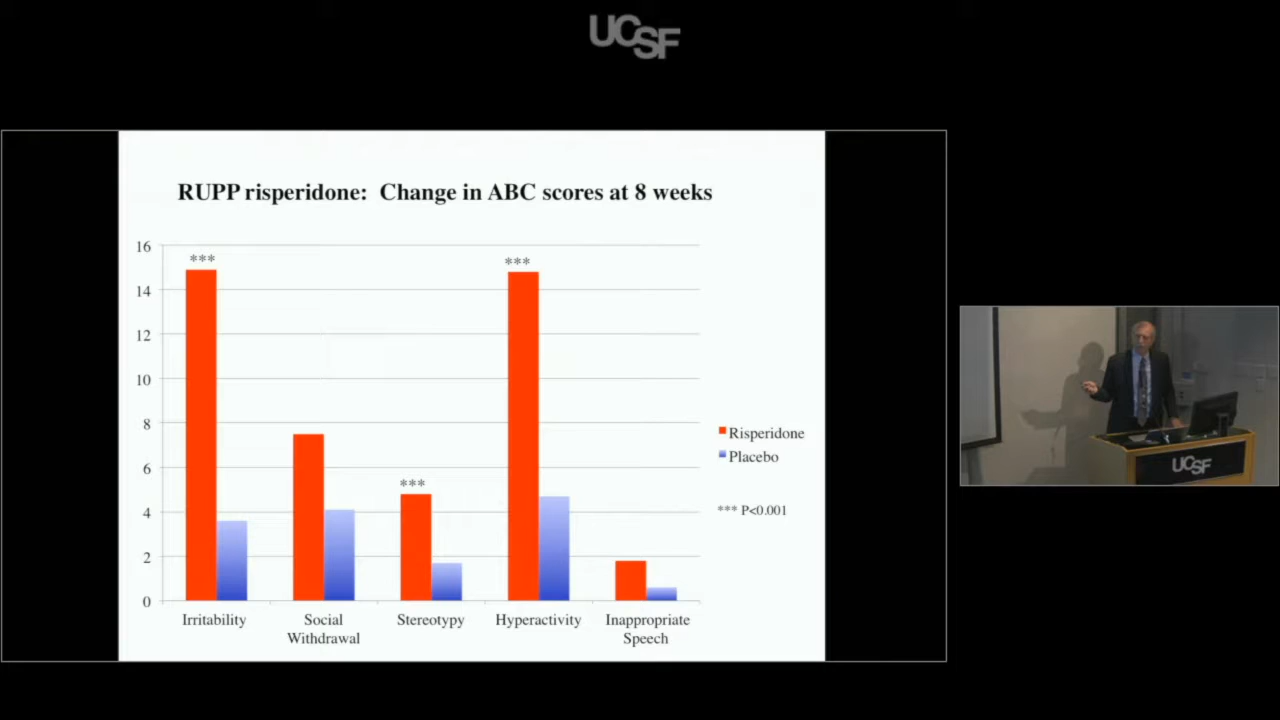 UCSF
RUPP risperidone: Change in ABC scores at 8 weeks
16
14
12
10
8
6
4
2
0
***
***
***
Irritability
Social
Withdrawal
Stereotypy
Hyperactivity
Inappropriate
Speech
Risperidone
Placebo
*** P<0.001
UCSF